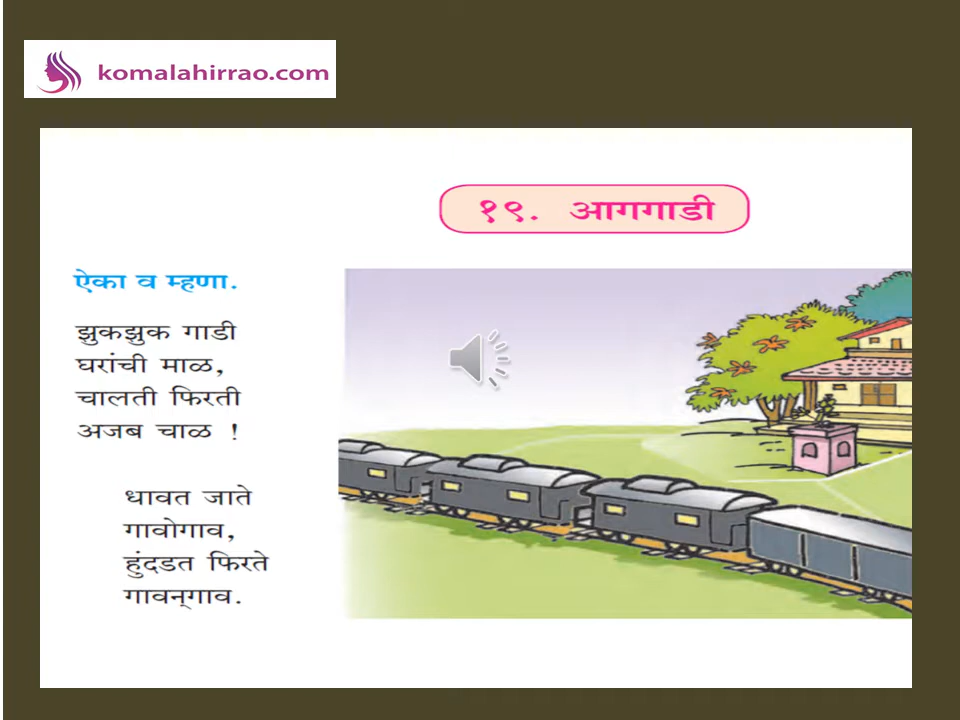 komalahirrao.com
१९. आगगाडी
ऐका व म्हणा.
झुकझुक गाडी
घरांची माळ,
चालती फिरती
अजब चाळ !
धावत जाते
गावोगाव,
हुंदडत फिरते
गावन्‌गाव.